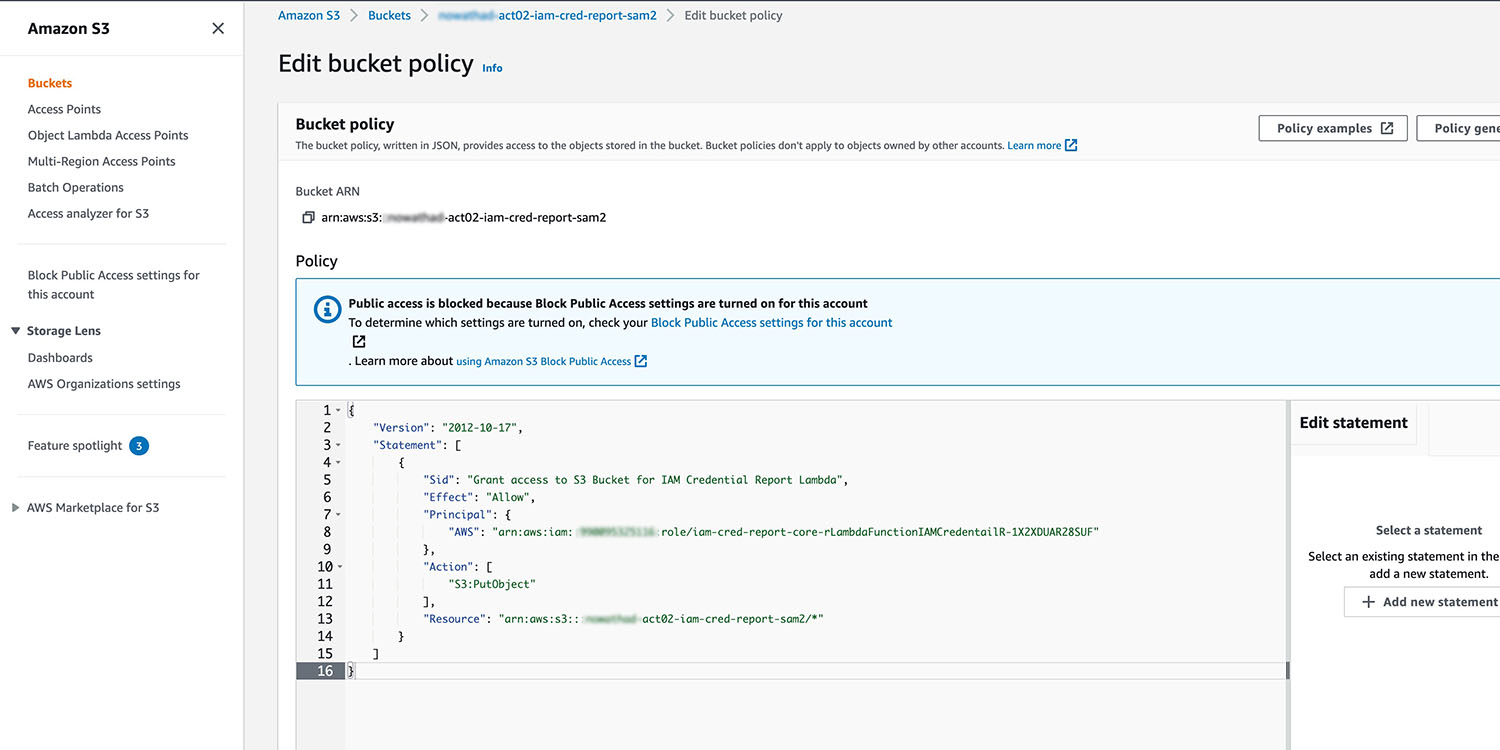 Amazon S3
Buckets
Access Points
Object Lambda Access Points
Multi-Region Access Points
Batch Operations
Access analyzer for S3
Block Public Access settings for
this account
Storage Lens
Dashboards
AWS Organizations settings
Feature spotlight 3
AWS Marketplace for S3
Amazon S3 > Buckets > -act02-iam-cred-report-sam2 > Edit bucket policy
Edit bucket policy Info
Bucket policy
The bucket policy, written in JSON, provides access to the objects stored in the bucket. Bucket policies don't apply to objects owned by other accounts. Learn more
Policy examples
Policy gene
Bucket ARN
arn:aws:s3: -act02-iam-cred-report-sam2
Policy
Public access is blocked because Block Public Access settings are turned on for this account
To determine which settings are turned on, check your Block Public Access settings for this account
. Learn more about using Amazon S3 Block Public Access
1 {
2 "Version": "2012-10-17",
3 "Statement": [
4 {
5 "Sid": "Grant access to S3 Bucket for IAM Credential Report Lambda",
6 "Effect": "Allow",
7 "Principal": {
8 "AWS": "arn:aws:iam: :role/iam-cred-report-core-rLambdaFunctionIAMCredentailR-1X2XDUAR28SUF"
9 },
10 "Action": [
11 "S3:PutObject"
12 ],
13 "Resource": "arn:aws:s3:: act02-iam-cred-report-sam2/*"
14 }
15 ]
16 }
Edit statement
Select a statement
Select an existing statement in the
add a new statement.
+ Add new statement